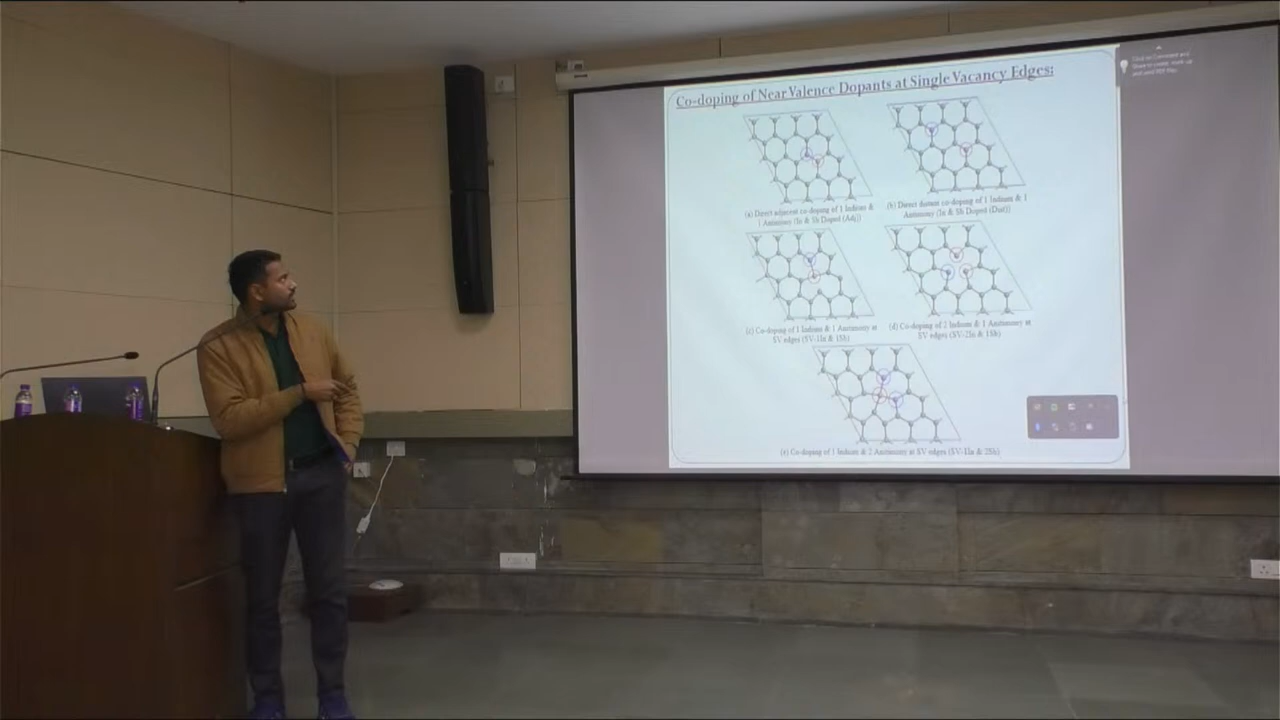 Co-doping of Near Valence Dopants at Single Vacancy Edges:
(a) Direct adjacent co-doping of 1 Indium &
1 Antimony (In & Sb Doped (Adj))
(b) Direct distant co-doping of 1 Indium & 1
Antimony (In & Sb Doped (Dist))
(c) Co-doping of 1 Indium & 1 Antimony at
SV edges (SV-1In & 1Sb)
(d) Co-doping of 2 Indium & 1 Antimony at
SV edges (SV-2In & 1Sb)
(e) Co-doping of 1 Indium & 2 Antimony at SV edges (SV-1In & 2Sb)